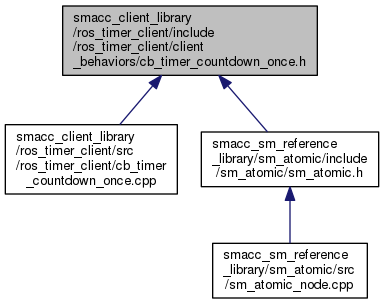 smacc_client_library
/ros_timer_client/include
/ros_timer_client/client
_behaviors/cb_timer_countdown_once.h
smacc_client_library
/ros_timer_client/src
/ros_timer_client/cb_timer
_countdown_once.cpp
smacc_sm_reference
_library/sm_atomic/include
/sm_atomic/sm_atomic.h
smacc_sm_reference
_library/sm_atomic/src
/sm_atomic_node.cpp